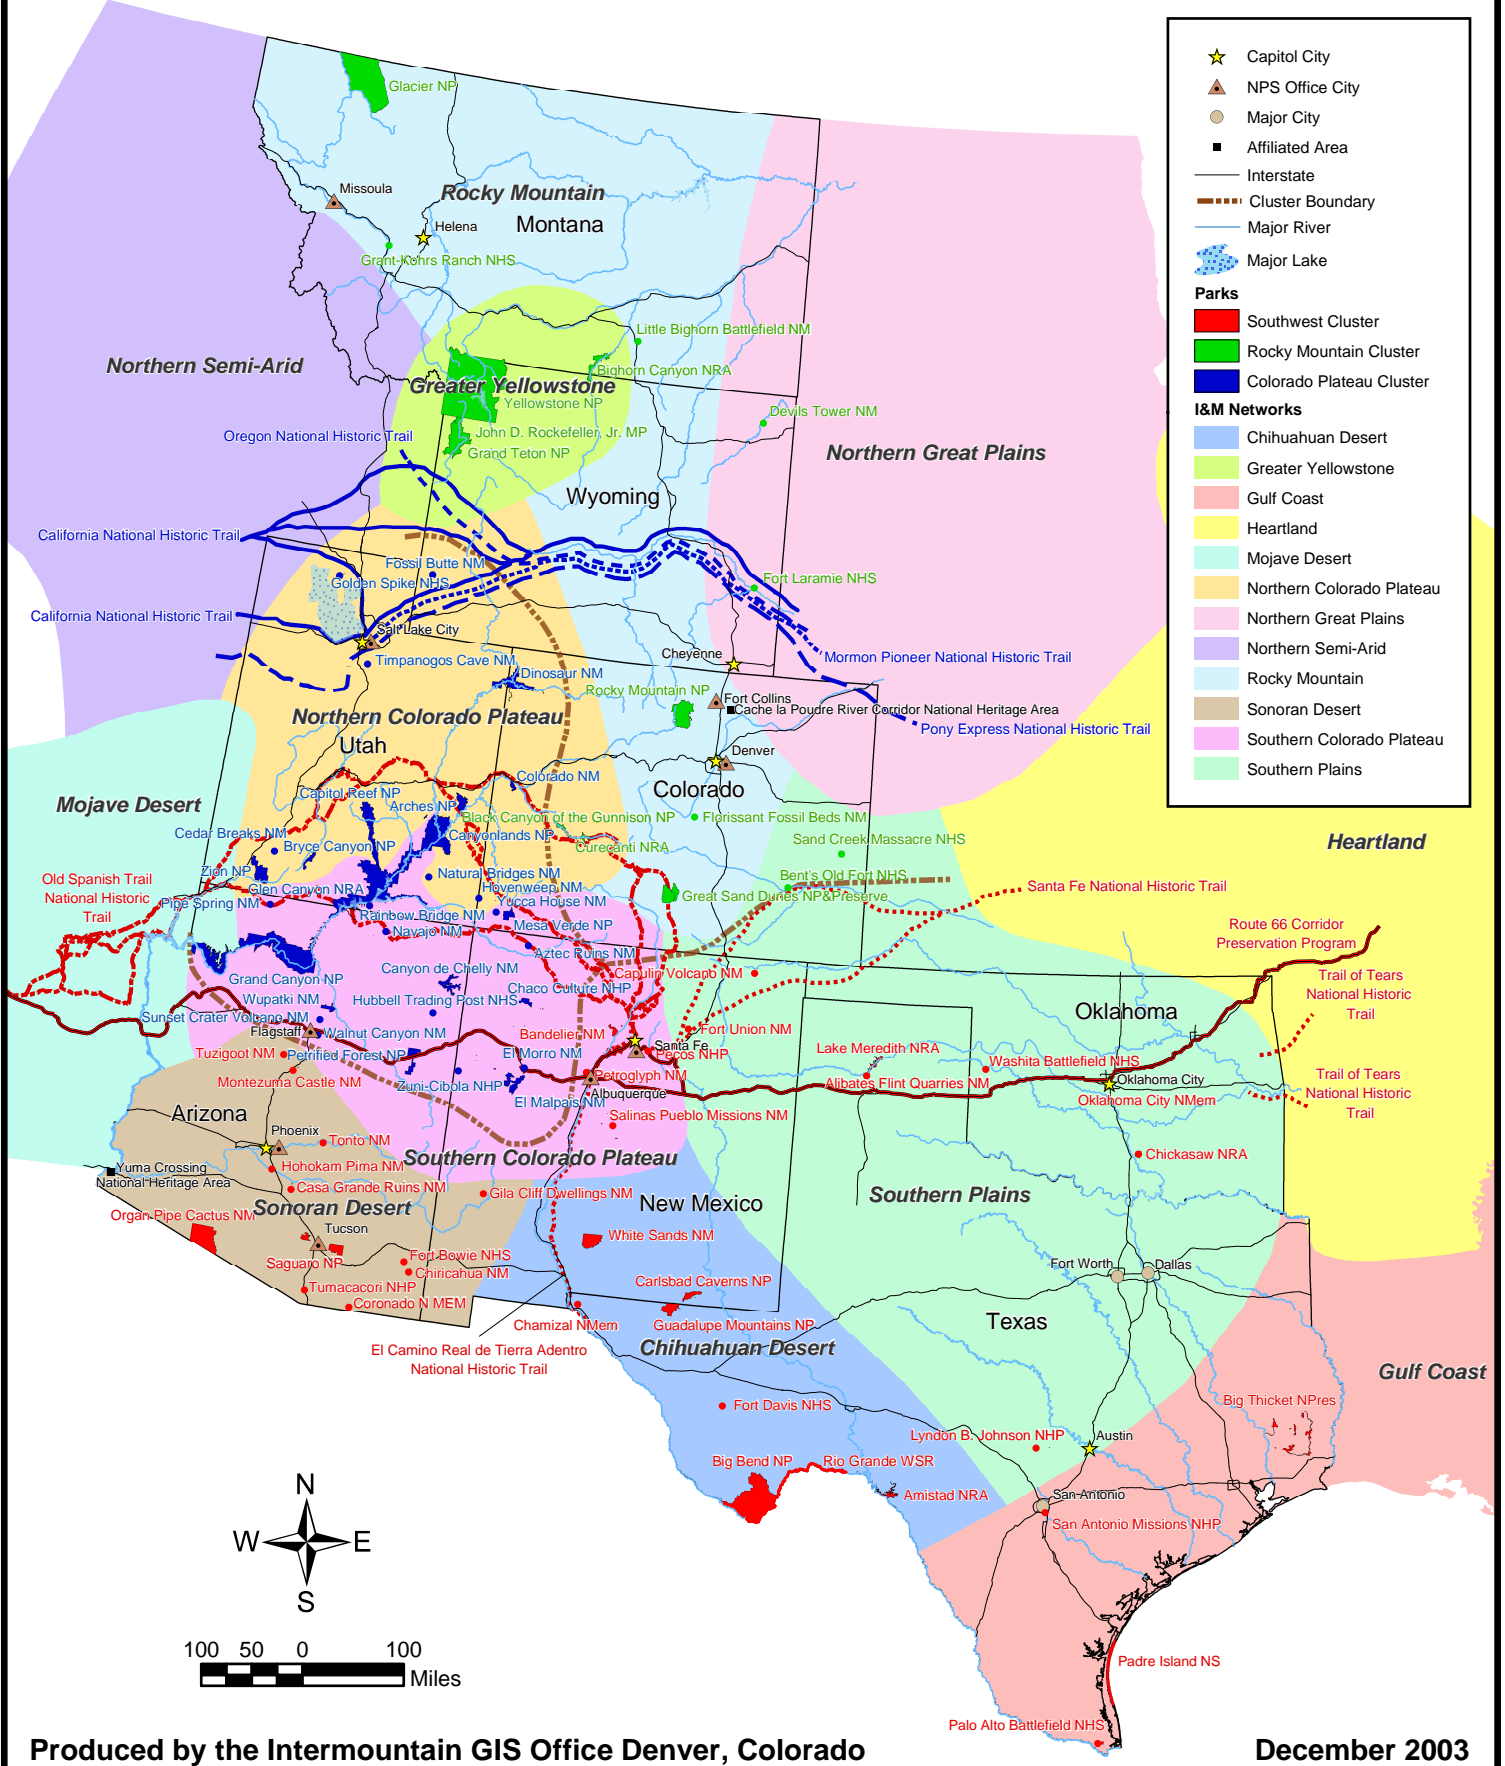 Capitol City
NPS Office City
Major City
Affiliated Area
Interstate
Cluster Boundary
Major River
Major Lake
Parks
Southwest Cluster
Rocky Mountain Cluster
Colorado Plateau Cluster
I&M Networks
Chihuahuan Desert
Greater Yellowstone
Gulf Coast
Heartland
Mojave Desert
Northern Colorado Plateau
Northern Great Plains
Northern Semi-Arid
Rocky Mountain
Sonoran Desert
Southern Colorado Plateau
Southern Plains
Glacier NP
Missoula
Rocky Mountain
Montana
Helena
Grant-Kohrs Ranch NHS
Little Bighorn Battlefield NM
Northern Semi-Arid
Bighorn Canyon NRA
Greater Yellowstone
Yellowstone NP
Devils Tower NM
John D. Rockefeller, Jr. MP
Oregon National Historic Trail
Grand Teton NP
Northern Great Plains
Wyoming
California National Historic Trail
Fossil Butte NM
Golden Spike NHS
Fort Laramie NHS
California National Historic Trail
Salt Lake City
Cheyenne
Mormon Pioneer National Historic Trail
Timpanogos Cave NM
Dinosaur NM
Rocky Mountain NP
Fort Collins
Cache la Poudre River Corridor National Heritage Area
Northern Colorado Plateau
Pony Express National Historic Trail
Utah
Denver
Colorado NM
Colorado
Capitol Reef NP
Mojave Desert
Arches NP
Black Canyon of the Gunnison NP
Florissant Fossil Beds NM
Cedar Breaks NM
Canyonlands NP
Sand Creek Massacre NHS
Heartland
Bryce Canyon NP
Curecanti NRA
Zion NP
Natural Bridges NM
Bent's Old Fort NHS
Old Spanish Trail
National Historic
Trail
Glen Canyon NRA
Hovenweep NM
Santa Fe National Historic Trail
Great Sand Dunes NP&Preserve
Pipe Spring NM
Yucca House NM
Rainbow Bridge NM
Mesa Verde NP
Route 66 Corridor
Preservation Program
Navajo NM
Aztec Ruins NM
Canyon de Chelly NM
Capulin Volcano NM
Grand Canyon NP
Chaco Culture NHP
Trail of Tears
National Historic
Trail
Wupatki NM
Hubbell Trading Post NHS
Oklahoma
Sunset Crater Volcano NM
Flagstaff
Walnut Canyon NM
Bandelier NM
Fort Union NM
Santa Fe
Pecos NHP
Tuzigoot NM
Petrified Forest NP
El Morro NM
Lake Meredith NRA
Washita Battlefield NHS
Montezuma Castle NM
Zuni-Cibola NHP
Petroglyph NM
Alibates Flint Quarries NM
Oklahoma City
Trail of Tears
National Historic
Trail
Albuquerque
El Malpais NM
Oklahoma City NMem
Arizona
Salinas Pueblo Missions NM
Phoenix
Tonto NM
Chickasaw NRA
Southern Colorado Plateau
Yuma Crossing
National Heritage Area
Hohokam Pima NM
Casa Grande Ruins NM
Gila Cliff Dwellings NM
Southern Plains
New Mexico
Sonoran Desert
Organ Pipe Cactus NM
Tucson
White Sands NM
Saguaro NP
Fort Bowie NHS
Fort Worth
Dallas
Chiricahua NM
Carlsbad Caverns NP
Tumacacori NHP
Coronado N MEM
Chamizal NMem
Guadalupe Mountains NP
Texas
El Camino Real de Tierra Adentro
National Historic Trail
Chihuahuan Desert
Gulf Coast
Fort Davis NHS
Big Thicket NPres
Lyndon B. Johnson NHP
Austin
Big Bend NP
Rio Grande WSR
Amistad NRA
San Antonio
San Antonio Missions NHP
N
W
E
S
100 50 0 100
Miles
Padre Island NS
Palo Alto Battlefield NHS
Produced by the Intermountain GIS Office Denver, Colorado
December 2003